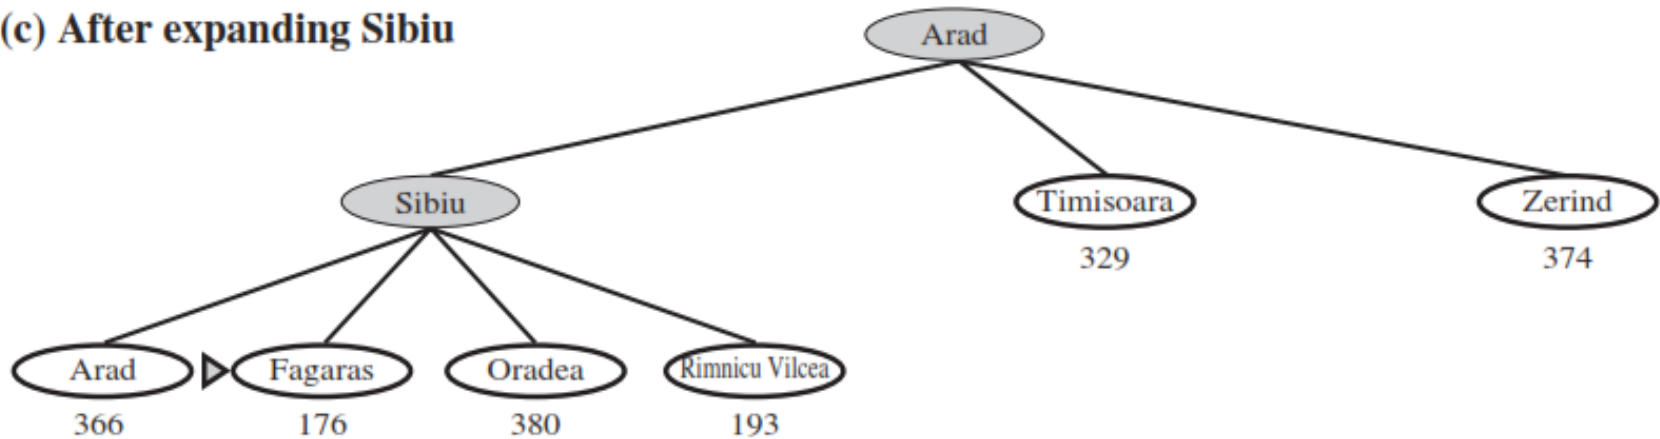 (c) After expanding Sibiu
Arad
Sibiu
Timisoara
Zerind
329
374
Arad
Fagaras
Oradea
Rimnicu Vilcea
366
176
380
193